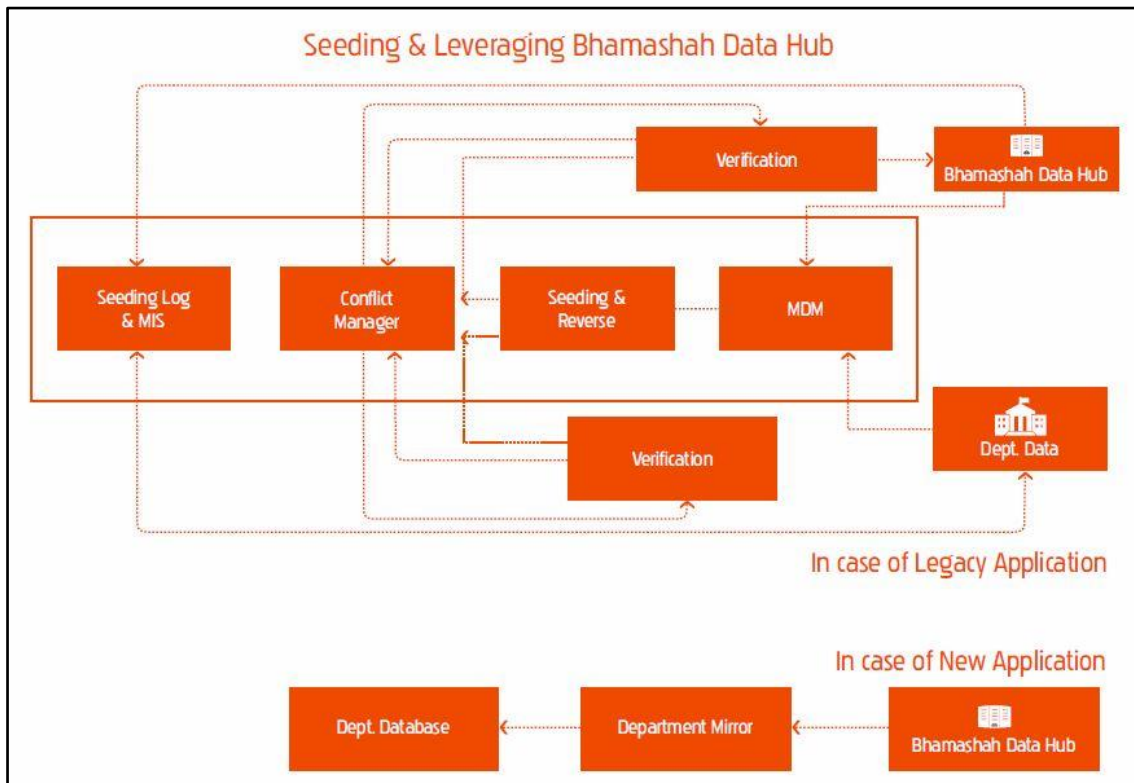 Seeding & Leveraging Bhamashah Data Hub
Verification
Bhamashah Data Hub
Seeding Log
& MIS
Conflict
Manager
Seeding &
Reverse
MDM
Verification
Dept. Data
In case of Legacy Application
In case of New Application
Dept. Database
Department Mirror
Bhamashah Data Hub